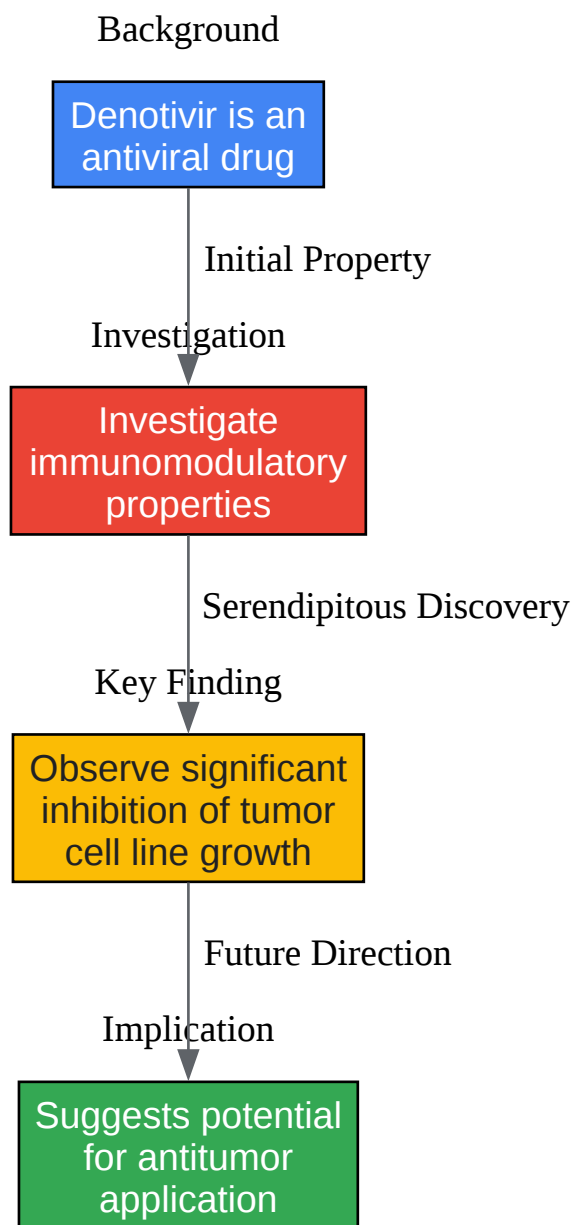 Background
Denotivir is an
antiviral drug
Initial Property
Investigation
Investigate
immunomodulatory
properties
Serendipitous Discovery
Key Finding
Observe significant
inhibition of tumor
cell line growth
Future Direction
Implication
Suggests potential
for antitumor
application